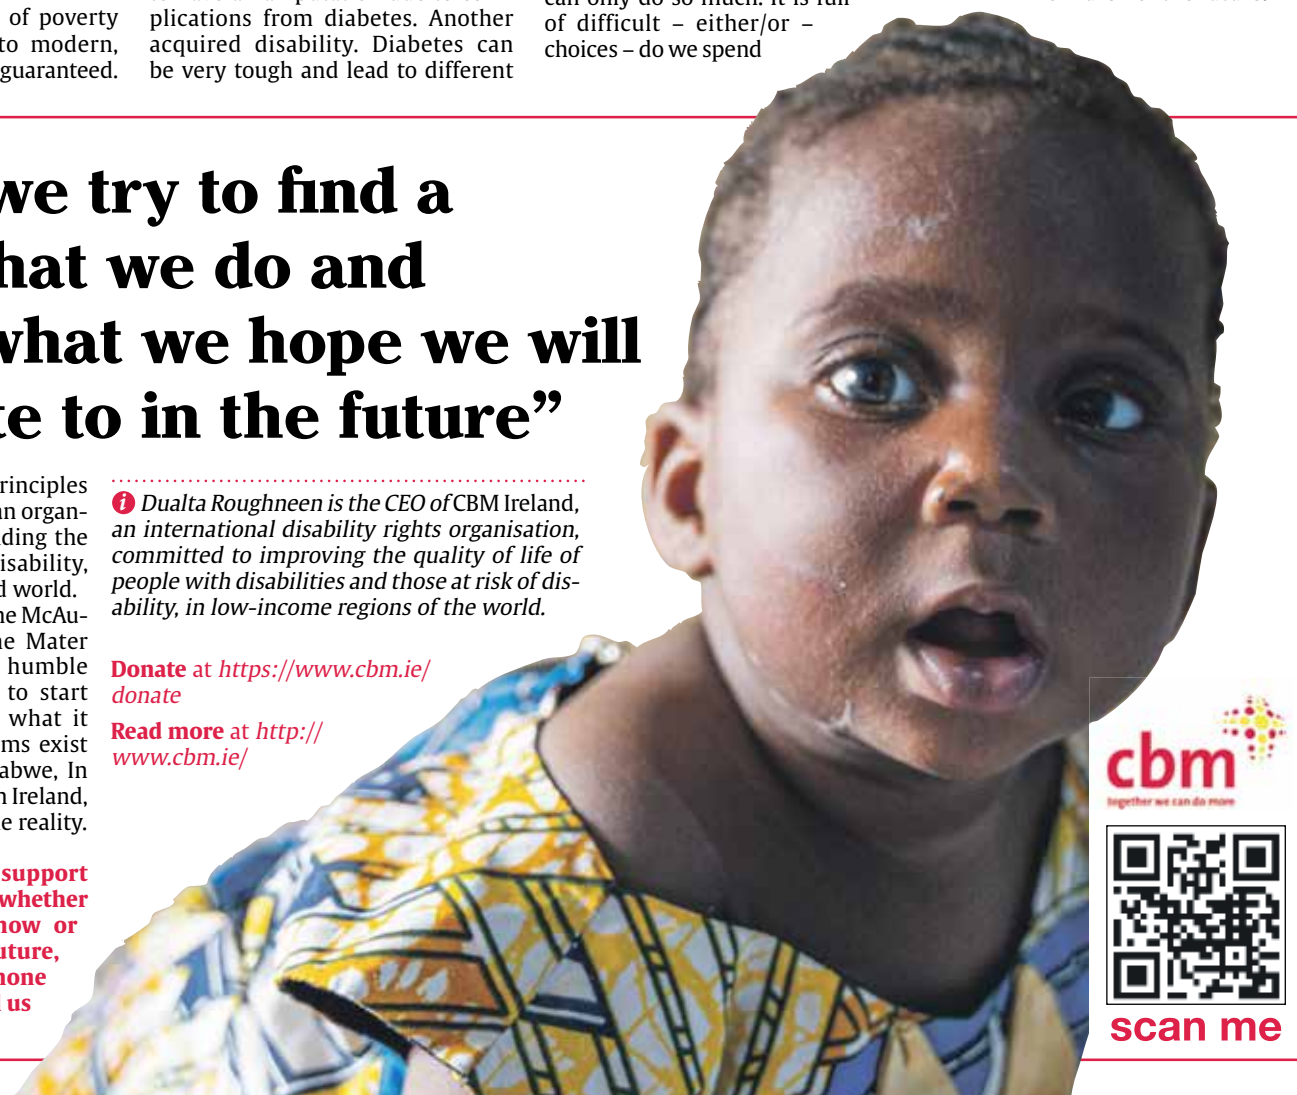 of poverty
to modern,
guaranteed.
plications from diabetes. Another
acquired disability. Diabetes can
be very tough and lead to different
of difficult – either/or –
choices – do we spend
we try to find a
hat we do and
what we hope we will
te to in the future”
rinciples
an organ-
ding the
isability,
d world.
he McAu-
ne Mater
humble
to start
what it
ms exist
abwe, In
n Ireland,
e reality.
support
whether
now or
uture,
hone
us
i Dualta Roughneen is the CEO of CBM Ireland,
an international disability rights organisation,
committed to improving the quality of life of
people with disabilities and those at risk of dis-
ability, in low-income regions of the world.
Donate at https://www.cbm.ie/
donate
Read more at http://
www.cbm.ie/
cbm
together we can do more
scan me